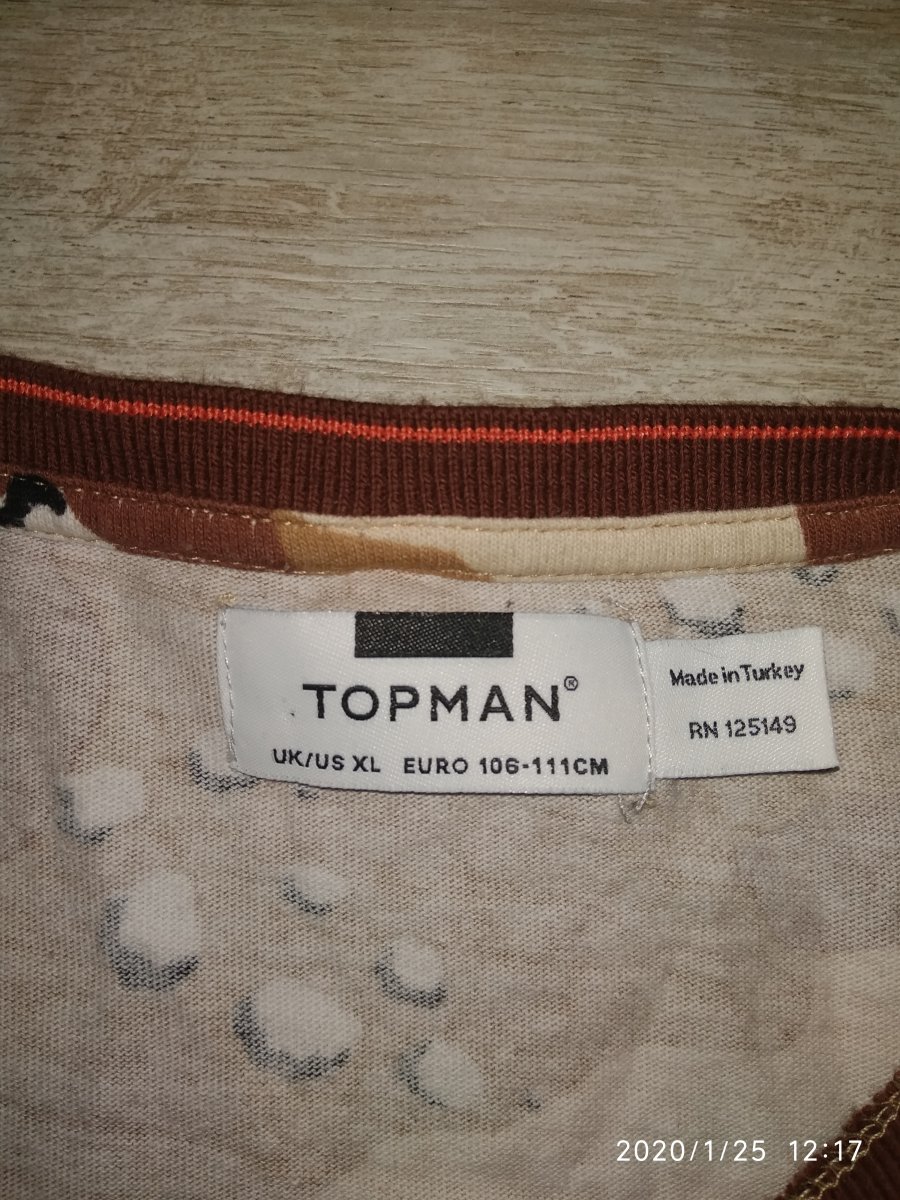 TOPMAN®
UK/US XL EURO 106-111CM
Made in Turkey
RN 125149
2020/1/25 12:17